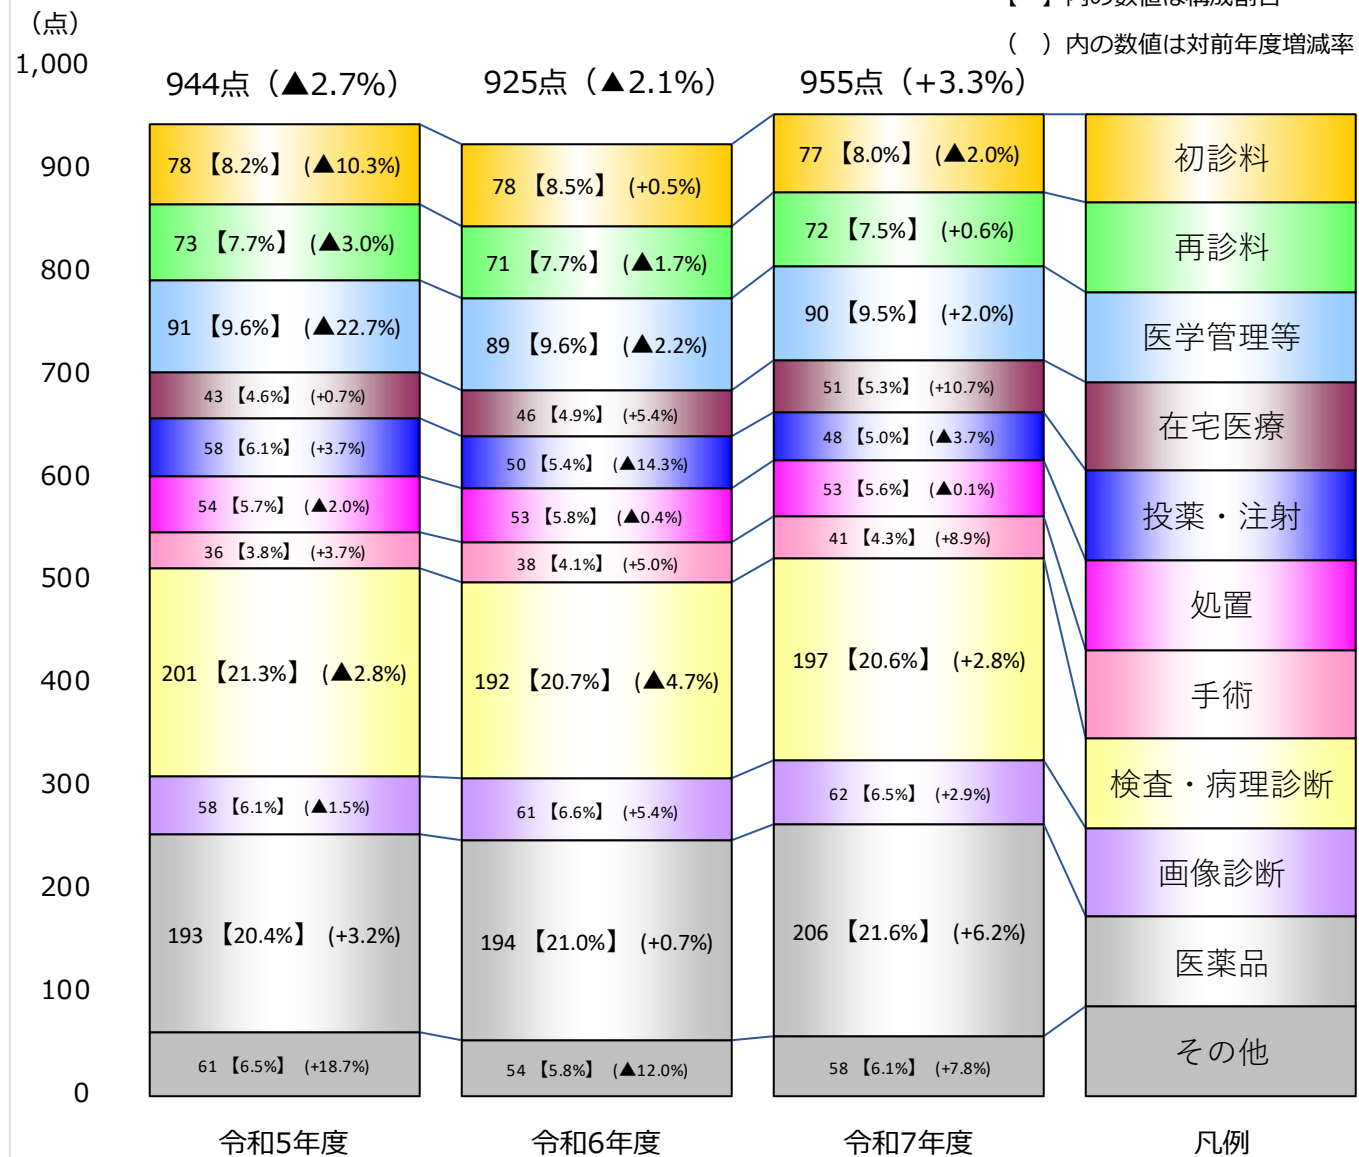 【　】内の数値は構成割合
（点）
（　）内の数値は対前年度増減率
1,000
944点（▲2.7%）
925点（▲2.1%）
955点（+3.3%）
900
800
700
600
500
400
300
200
100
0
78 【8.2%】 (▲10.3%)
73 【7.7%】 (▲3.0%)
91 【9.6%】 (▲22.7%)
43 【4.6%】 (+0.7%)
58 【6.1%】 (+3.7%)
54 【5.7%】 (▲2.0%)
36 【3.8%】 (+3.7%)
201 【21.3%】 (▲2.8%)
58 【6.1%】 (▲1.5%)
193 【20.4%】 (+3.2%)
61 【6.5%】 (+18.7%)
78 【8.5%】 (+0.5%)
71 【7.7%】 (▲1.7%)
89 【9.6%】 (▲2.2%)
46 【4.9%】 (+5.4%)
50 【5.4%】 (▲14.3%)
53 【5.8%】 (▲0.4%)
38 【4.1%】 (+5.0%)
192 【20.7%】 (▲4.7%)
61 【6.6%】 (+5.4%)
194 【21.0%】 (+0.7%)
54 【5.8%】 (▲12.0%)
77 【8.0%】 (▲2.0%)
72 【7.5%】 (+0.6%)
90 【9.5%】 (+2.0%)
51 【5.3%】 (+10.7%)
48 【5.0%】 (▲3.7%)
53 【5.6%】 (▲0.1%)
41 【4.3%】 (+8.9%)
197 【20.6%】 (+2.8%)
62 【6.5%】 (+2.9%)
206 【21.6%】 (+6.2%)
58 【6.1%】 (+7.8%)
初診料
再診料
医学管理等
在宅医療
投薬・注射
処置
手術
検査・病理診断
画像診断
医薬品
その他
令和5年度
令和6年度
令和7年度
凡例